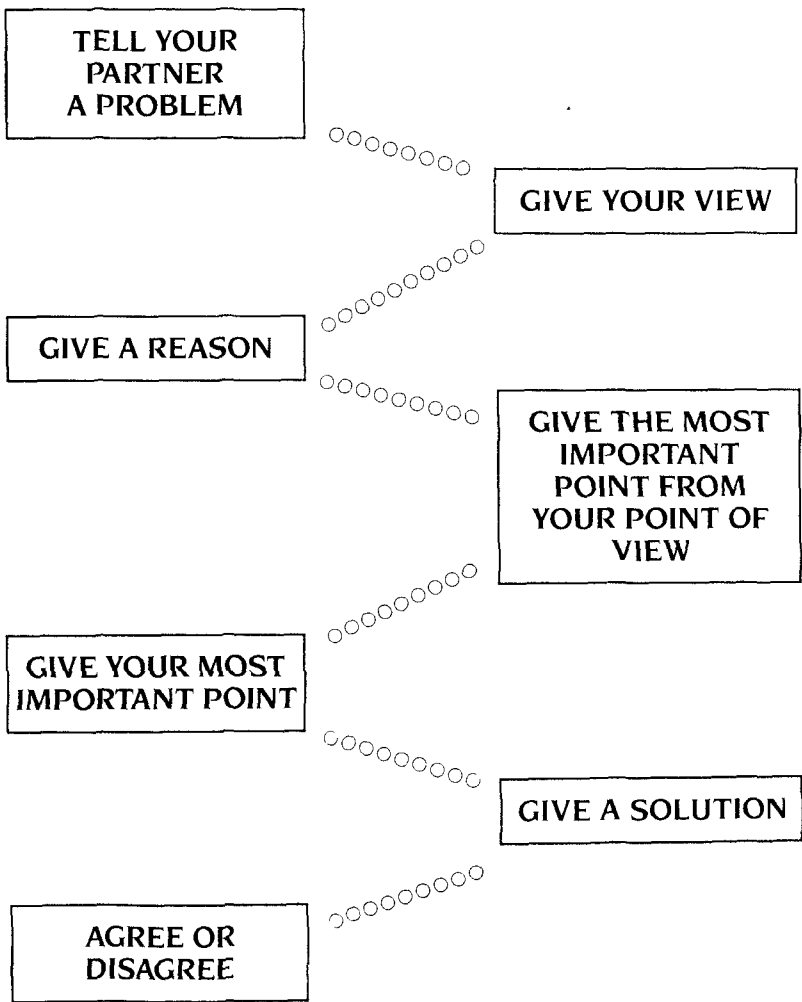 TELL YOUR
PARTNER
A PROBLEM
GIVE YOUR VIEW
GIVE A REASON
GIVE THE MOST
IMPORTANT
POINT FROM
YOUR POINT OF
VIEW
GIVE YOUR MOST
IMPORTANT POINT
GIVE A SOLUTION
AGREE OR
DISAGREE